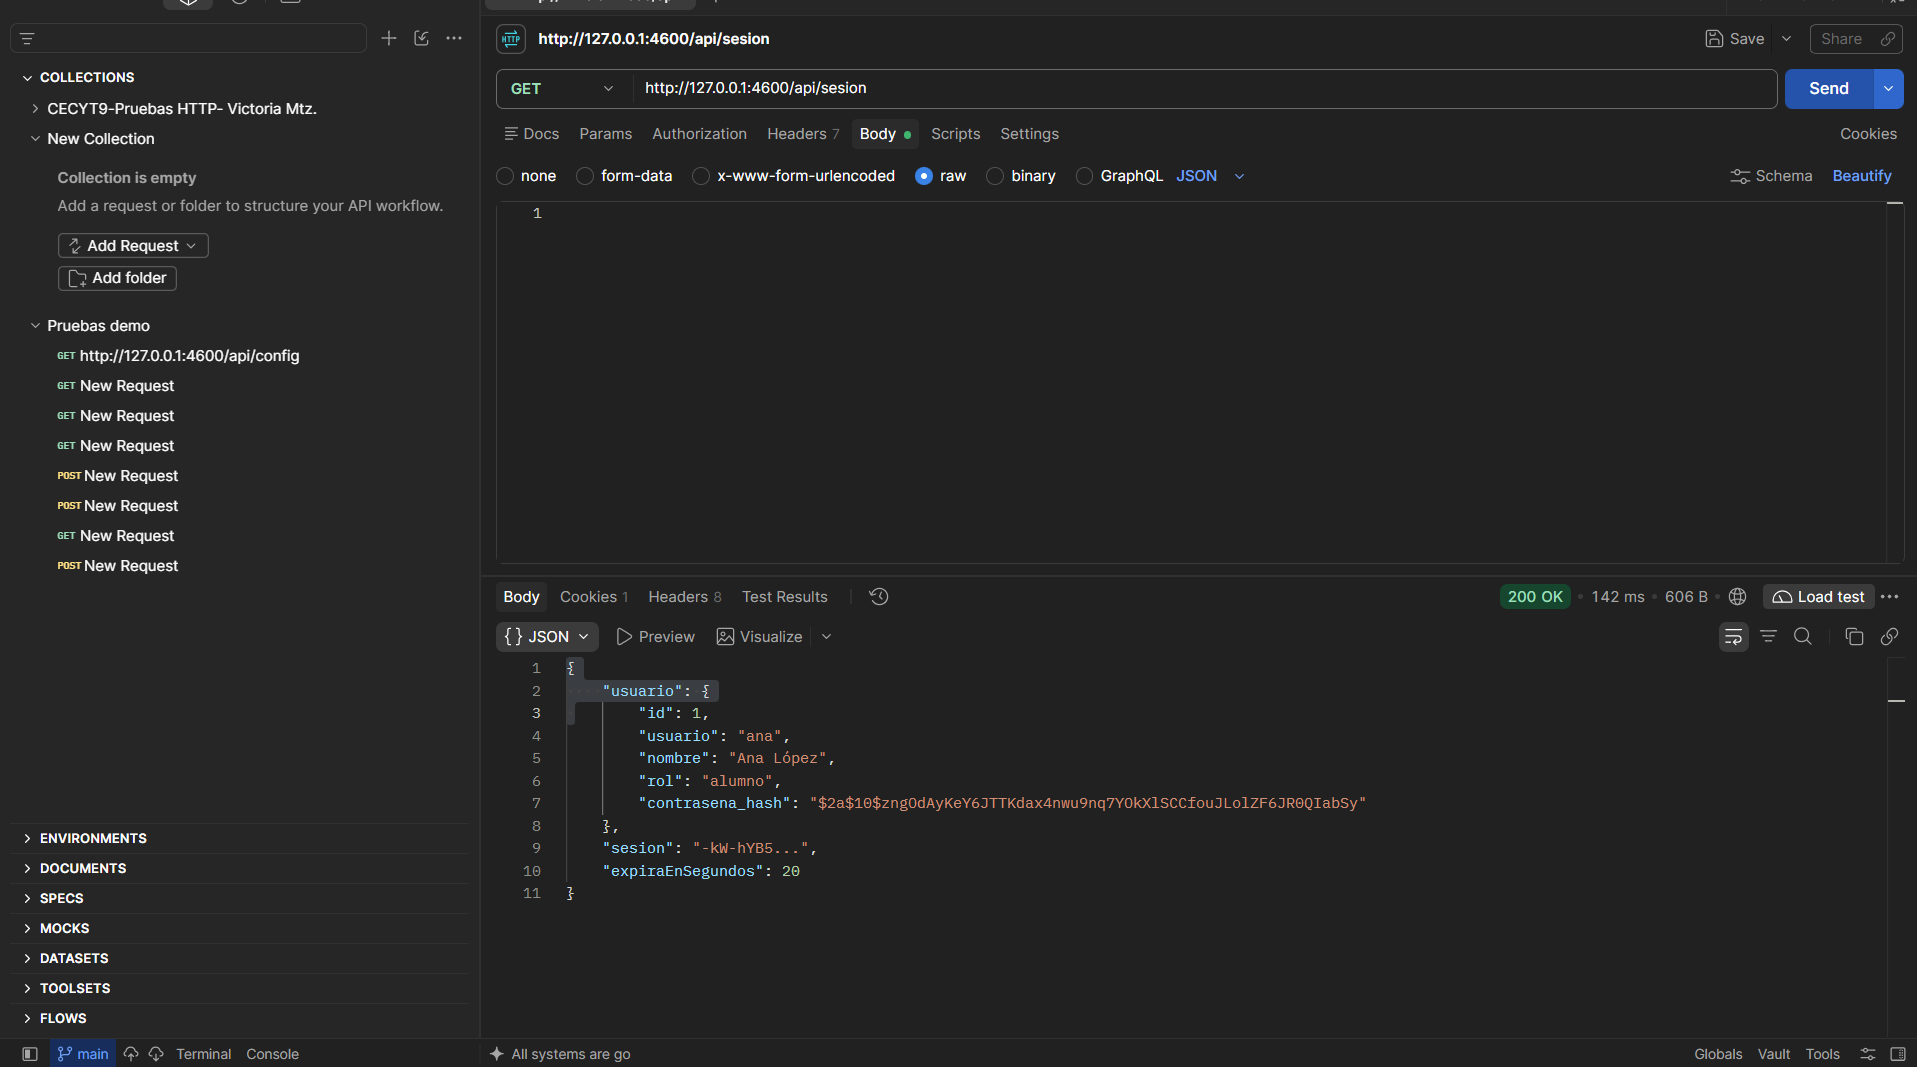 COLLECTIONS
CECYT9-Pruebas HTTP- Victoria Mtz.
New Collection
Collection is empty
Add a request or folder to structure your API workflow.
Add Request
Add folder
Pruebas demo
GET http://127.0.0.1:4600/api/config
GET New Request
GET New Request
GET New Request
POST New Request
POST New Request
GET New Request
POST New Request
ENVIRONMENTS
DOCUMENTS
SPECS
MOCKS
DATASETS
TOOLSETS
FLOWS
HTTP http://127.0.0.1:4600/api/sesion
Save Share
GET http://127.0.0.1:4600/api/sesion Send
Docs Params Authorization Headers 7 Body Scripts Settings Cookies
none form-data x-www-form-urlencoded raw binary GraphQL JSON Schema Beautify
1
Body Cookies 1 Headers 8 Test Results 200 OK 142 ms 606 B Load test
{} JSON Preview Visualize
1 {
2 "usuario": {
3 "id": 1,
4 "usuario": "ana",
5 "nombre": "Ana López",
6 "rol": "alumno",
7 "contrasena_hash": "$2a$10$zngOdAyKeY6JTTKdax4nwu9nq7YOkXlSCCfouJLolZF6JR0QIabSy"
8 },
9 "sesion": "-kW-hYB5...",
10 "expiraEnSegundos": 20
11 }
main Terminal Console All systems are go Globals Vault Tools